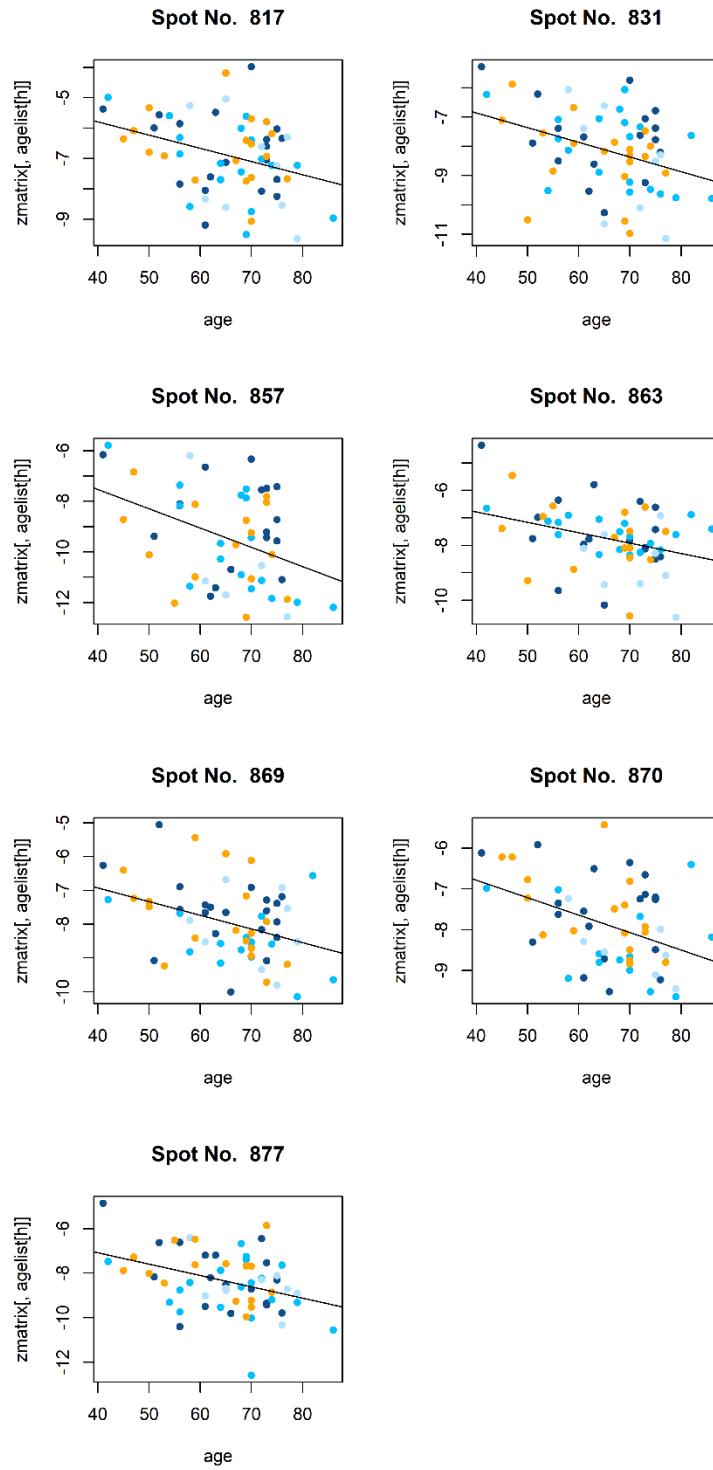 Spot No. 817
zmatrix[, agelist[h]]
-5
-7
-9
40 50 60 70 80
age
Spot No. 831
zmatrix[, agelist[h]]
-7
-9
-11
40 50 60 70 80
age
Spot No. 857
zmatrix[, agelist[h]]
-6
-8
-10
-12
40 50 60 70 80
age
Spot No. 863
zmatrix[, agelist[h]]
-6
-8
-10
40 50 60 70 80
age
Spot No. 869
zmatrix[, agelist[h]]
-5
-6
-7
-8
-10
40 50 60 70 80
age
Spot No. 870
zmatrix[, agelist[h]]
-6
-7
-8
-9
40 50 60 70 80
age
Spot No. 877
zmatrix[, agelist[h]]
-6
-8
-10
-12
40 50 60 70 80
age